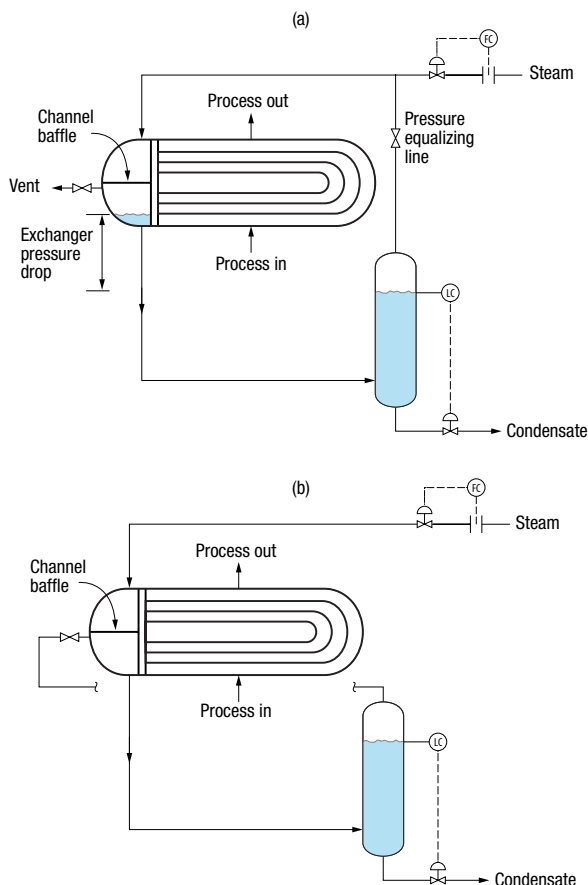 (a)
FC
Steam
Process out
Channel
baffle
Pressure
equalizing
line
Vent
Exchanger
pressure
drop
Process in
LC
Condensate
(b)
FC
Steam
Process out
Channel
baffle
Process in
LC
Condensate